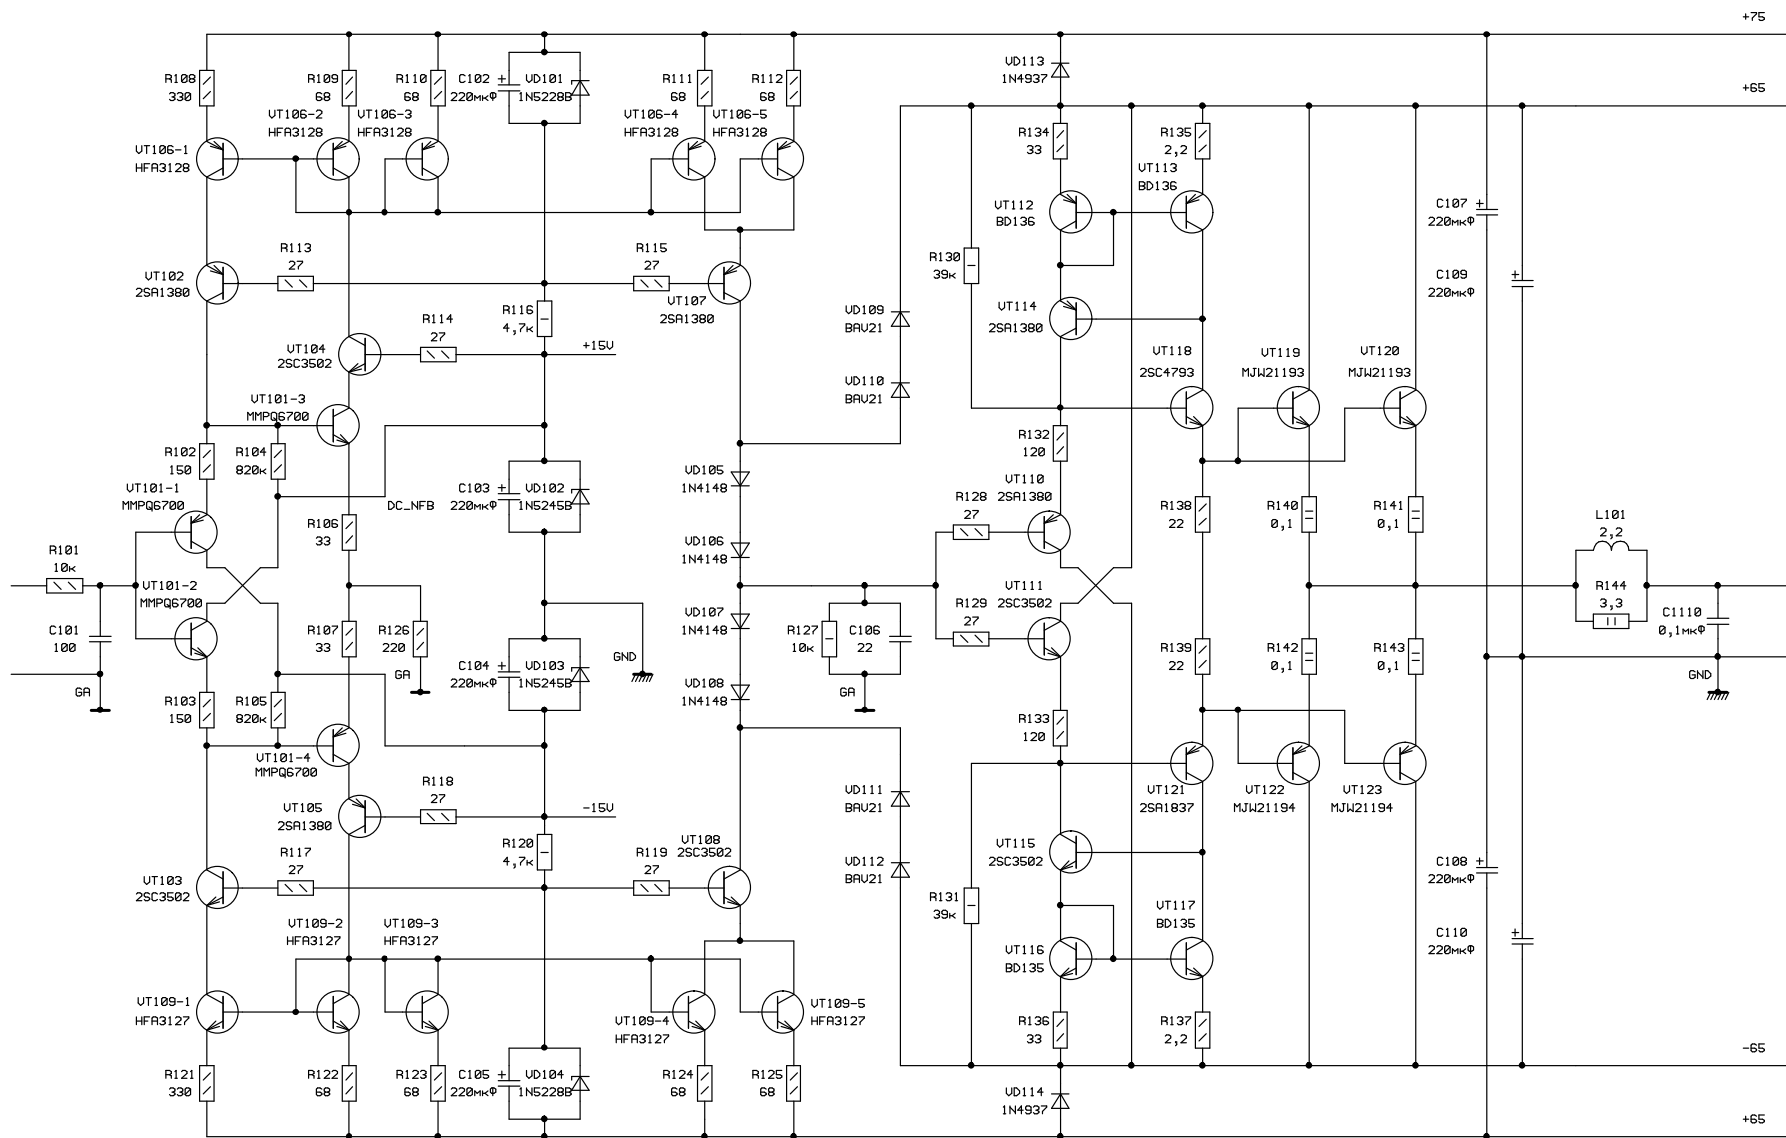 +75
R108
330
R109
68
R110
68
C102
+
220мкФ
VD101
1N5228B
R111
68
R112
68
VD113
1N4937
+65
VT106-1
HFA3128
VT106-2
HFA3128
VT106-3
HFA3128
VT106-4
HFA3128
VT106-5
HFA3128
R134
33
R135
2,2
VT113
BD136
VT112
BD136
C107
+
220мкФ
R113
27
R115
27
VT102
2SA1380
VT107
2SA1380
R130
39к
C109
+
220мкФ
R116
4,7к
R114
27
+15V
VT104
2SC3502
VD109
BAV21
VT114
2SA1380
VT118
2SC4793
VT119
MJW21193
VT120
MJW21193
VD110
BAV21
VT101-3
MMPQ6700
R102
150
R104
820к
R132
120
VT101-1
MMPQ6700
DC_NFB
C103
+
220мкФ
VD102
1N5245B
VD105
1N4148
VT110
2SA1380
R128
27
R138
22
R140
0,1
R141
0,1
R106
33
L101
2,2
R101
10к
VD106
1N4148
VT101-2
MMPQ6700
VT111
2SC3502
R129
27
R144
3,3
C1110
0,1мкФ
C101
100
GA
R107
33
R126
220
GA
C104
+
220мкФ
VD103
1N5245B
GND
VD107
1N4148
R127
10к
C106
22
GA
R139
22
R142
0,1
R143
0,1
GND
R103
150
R105
820к
VD108
1N4148
R133
120
VT101-4
MMPQ6700
R118
27
-15V
VT105
2SA1380
VD111
BAV21
VT121
2SA1837
VT122
MJW21194
VT123
MJW21194
R120
4,7к
VT108
2SC3502
R117
27
R119
27
VT103
2SC3502
VD112
BAV21
VT115
2SC3502
C108
+
220мкФ
R131
39к
VT117
BD135
VT109-2
HFA3127
VT109-3
HFA3127
VT116
BD135
C110
+
220мкФ
VT109-1
HFA3127
VT109-4
HFA3127
VT109-5
HFA3127
R136
33
R137
2,2
-65
R121
330
R122
68
R123
68
C105
+
220мкФ
VD104
1N5228B
R124
68
R125
68
VD114
1N4937
+65